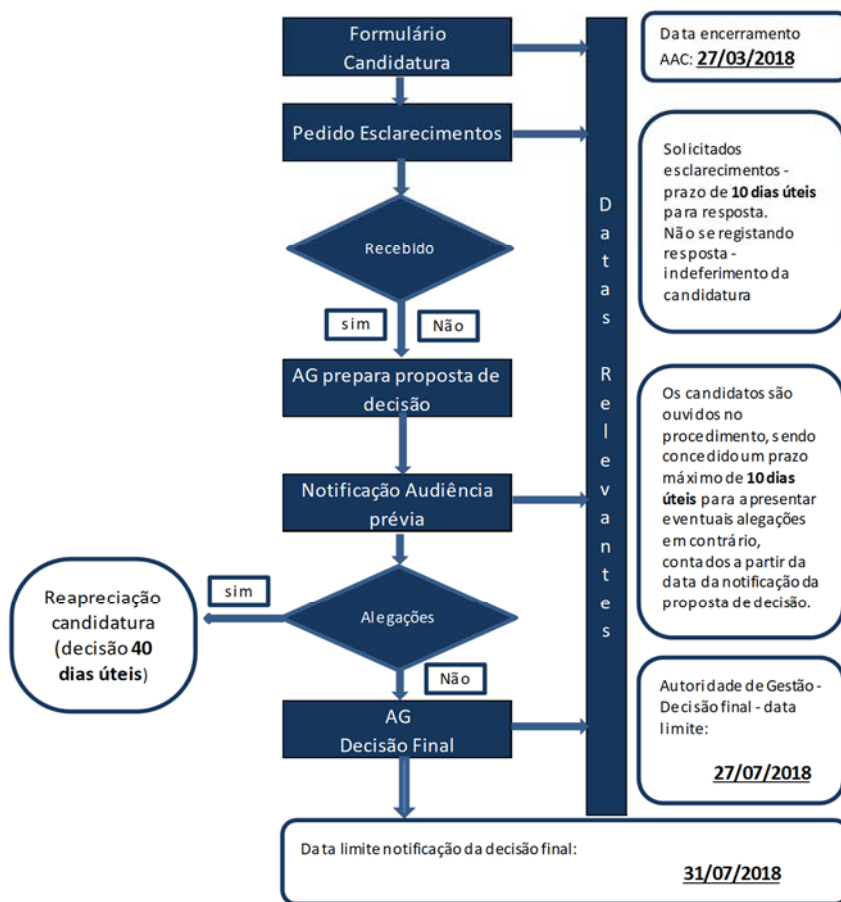 Formulário
Candidatura
Data encerramento
AAC: 27/03/2018
Pedido Esclarecimentos
Solicitados
esclarecimentos -
prazo de 10 dias úteis
para resposta.
Não se registando
resposta -
indeferimento da
candidatura
Recebido
sim
Não
Datas Relevantes
AG prepara proposta de
decisão
Os candidatos são
ouvidos no
procedimento, sendo
concedido um prazo
máximo de 10 dias
úteis para apresentar
eventuais alegações
em contrário,
contados a partir da
data da notificação da
proposta de decisão.
Notificação Audiência
prévia
Alegações
sim
Reapreciação
candidatura
(decisão 40
dias úteis)
Não
AG
Decisão Final
Autoridade de Gestão -
Decisão final - data
limite:
27/07/2018
Data limite notificação da decisão final:
31/07/2018